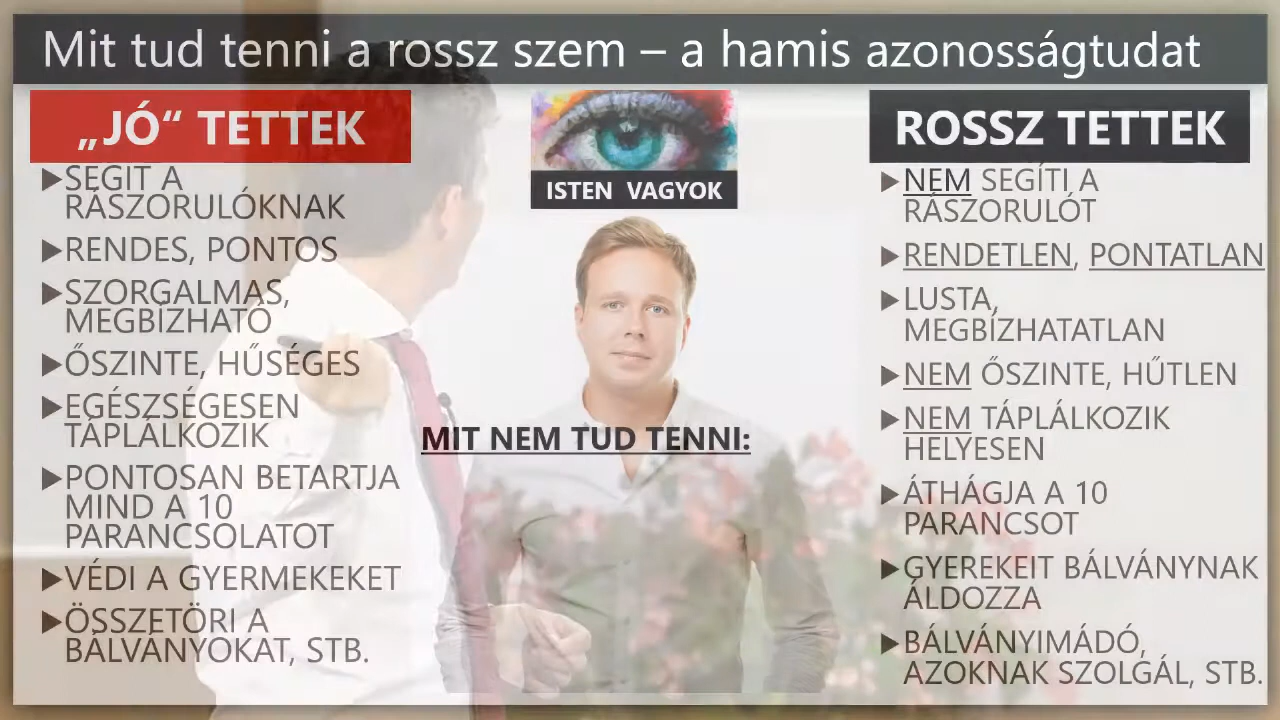 Mit tud tenni a rossz szem – a hamis azonosságtudat
„JÓ“ TETTEK
►SEGIT A
RÁSZORULÓKNAK
►RENDES, PONTOS
►SZORGALMAS,
MEGBÍZHATÓ
►ŐSZINTE, HŰSÉGES
►EGÉSZSÉGESEN
TÁPLÁLKOZIK
►PONTOSAN BETARTJA
MIND A 10
PARANCSOLATOT
►VÉDI A GYERMEKEKET
►ÖSSZETÖRI A
BÁLVÁNYOKAT, STB.
ISTEN VAGYOK
MIT NEM TUD TENNI:
ROSSZ TETTEK
►NEM SEGÍTI A
RÁSZORULÓT
►RENDETLEN, PONTATLAN
►LUSTA,
MEGBÍZHATATLAN
►NEM ŐSZINTE, HŰTLEN
►NEM TÁPLÁLKOZIK
HELYESEN
►ÁTHÁGJA A 10
PARANCSOT
►GYEREKEIT BÁLVÁNYNAK
ÁLDOZZA
►BÁLVÁNYIMÁDÓ,
AZOKNAK SZOLGÁL, STB.